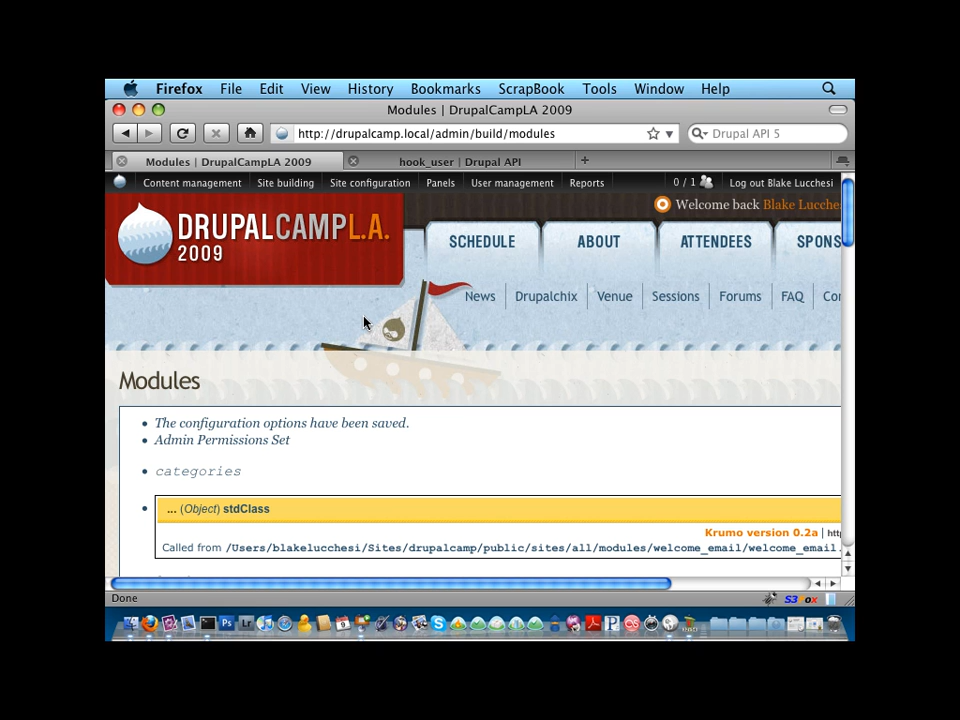 Firefox File Edit View History Bookmarks ScrapBook Tools Window Help
Modules | DrupalCampLA 2009
http://drupalcamp.local/admin/build/modules
Drupal API 5
Modules | DrupalCampLA 2009
hook_user | Drupal API
Content management Site building Site configuration Panels User management Reports 0 / 1 Log out Blake Lucchesi
Welcome back Blake Lucche
DRUPALCAMPL.A.
2009
SCHEDULE ABOUT ATTENDEES SPONS
News Drupalchix Venue Sessions Forums FAQ Co
Modules
The configuration options have been saved.
Admin Permissions Set
categories
... (Object) stdClass
Krumo version 0.2a | htt
Called from /Users/blakelucchesi/Sites/drupalcamp/public/sites/all/modules/welcome_email/welcome_email
Done